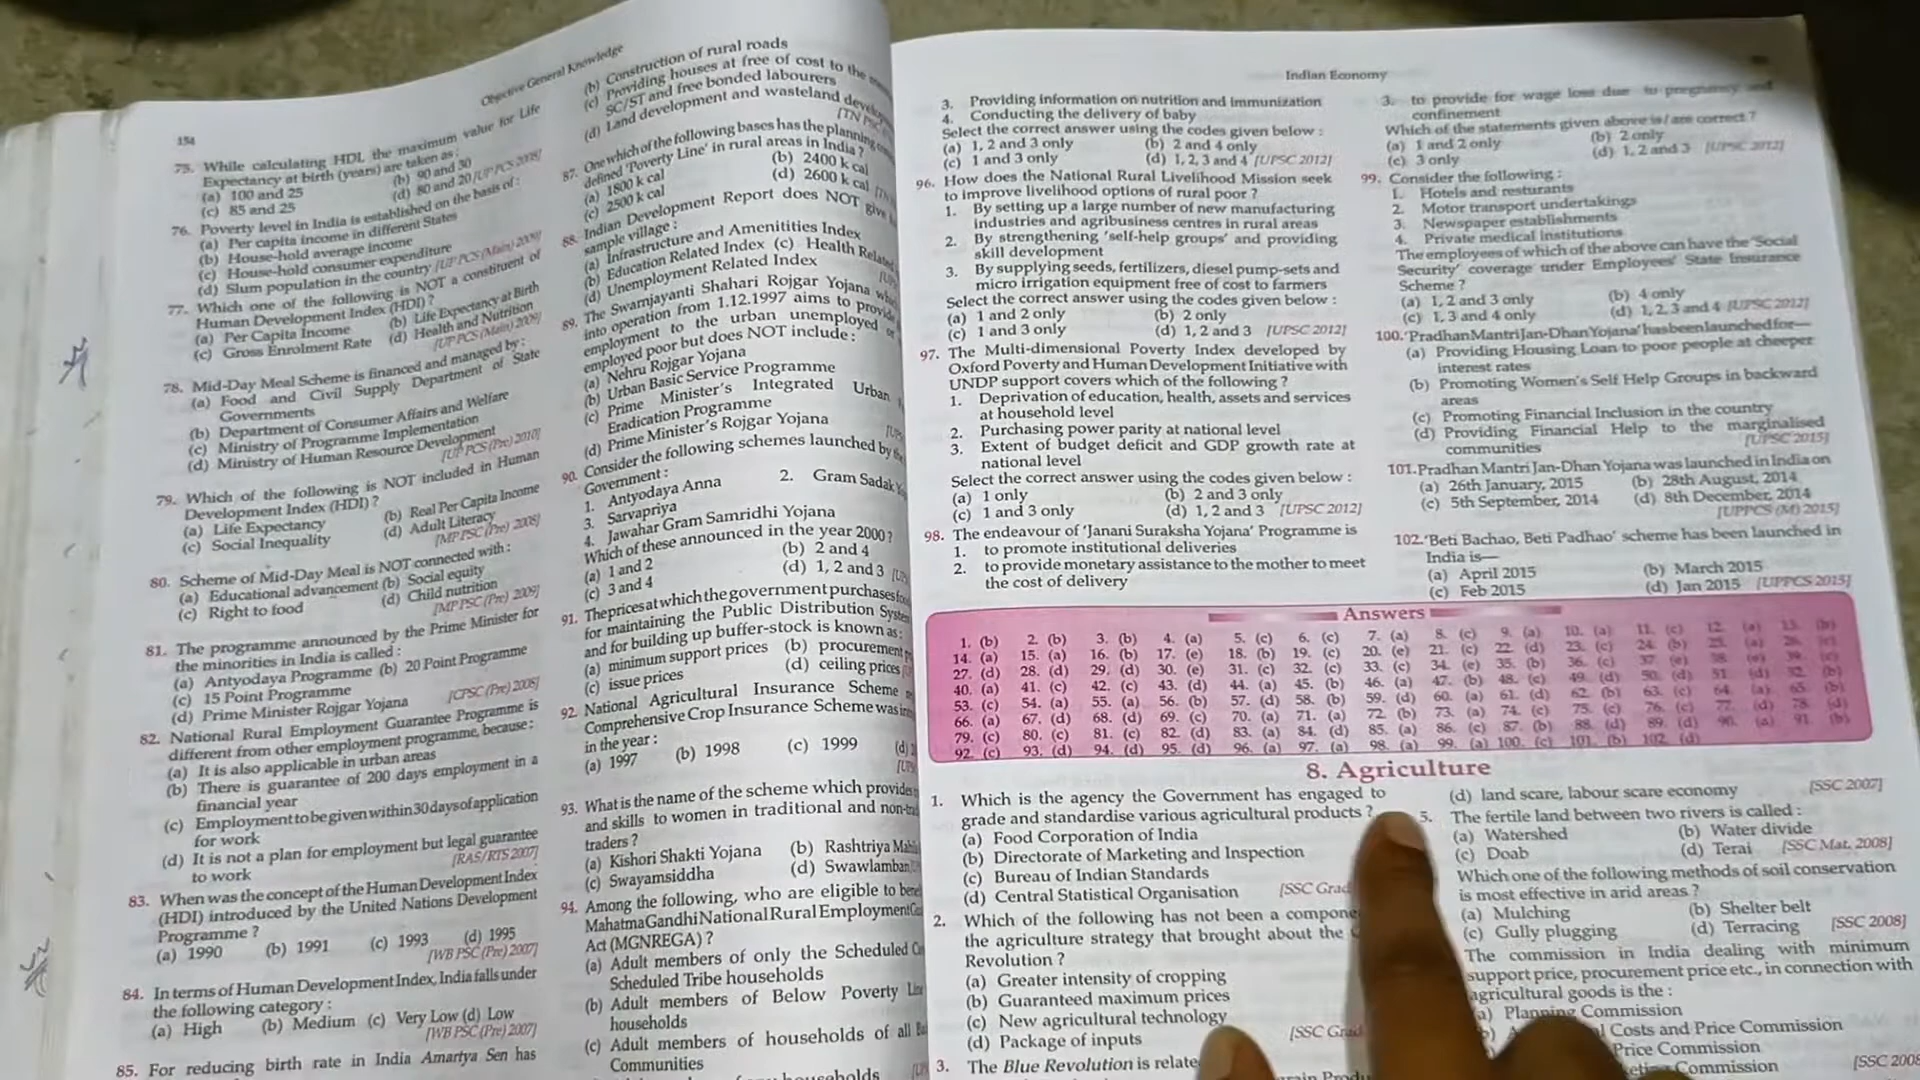 154
Objective General Knowledge
75. While calculating HDL the maximum value for Life
Expectancy at birth (years) are taken as :
(a) 100 and 25 (b) 90 and 30
(c) 85 and 25 (d) 80 and 20 [UP PCS 2008]
76. Poverty level in India is established on the basis of :
(a) Per capita income in different States
(b) House-hold average income
(c) House-hold consumer expenditure
(d) Slum population in the country [UP PCS (Main) 2009]
77. Which one of the following is NOT a constituent of
Human Development Index (HDI) ?
(a) Per Capita Income (b) Life Expectancy at Birth
(c) Gross Enrolment Rate (d) Health and Nutrition
[UP PCS (Main) 2009]
78. Mid-Day Meal Scheme is financed and managed by :
(a) Food and Civil Supply Department of State
Governments
(b) Department of Consumer Affairs and Welfare
(c) Ministry of Programme Implementation
(d) Ministry of Human Resource Development
[UP PCS (Pre) 2010]
79. Which of the following is NOT included in Human
Development Index (HDI) ?
(a) Life Expectancy (b) Real Per Capita Income
(c) Social Inequality (d) Adult Literacy
[MP PSC (Pre) 2008]
80. Scheme of Mid-Day Meal is NOT connected with :
(a) Educational advancement (b) Social equity
(c) Right to food (d) Child nutrition
[MP PSC (Pre) 2009]
81. The programme announced by the Prime Minister for
the minorities in India is called :
(a) Antyodaya Programme (b) 20 Point Programme
(c) 15 Point Programme
(d) Prime Minister Rojgar Yojana [CPSC (Pre) 2008]
82. National Rural Employment Guarantee Programme is
different from other employment programme, because :
(a) It is also applicable in urban areas
(b) There is guarantee of 200 days employment in a
financial year
(c) Employment to be given within 30 days of application
for work
(d) It is not a plan for employment but legal guarantee
to work [RAS/RTS 2007]
83. When was the concept of the Human Development Index
(HDI) introduced by the United Nations Development
Programme ?
(a) 1990 (b) 1991 (c) 1993 (d) 1995
[WB PSC (Pre) 2007]
84. In terms of Human Development Index, India falls under
the following category :
(a) High (b) Medium (c) Very Low (d) Low
[WB PSC (Pre) 2007]
85. For reducing birth rate in India Amartya Sen has
(b) Construction of rural roads
(c) Providing houses at free of cost to the
SC/ST and free bonded labourers
(d) Land development and wasteland
[TN PSC
87. One which of the following bases has the planning
defined 'Poverty Line' in rural areas in India ?
(a) 1800 k cal (b) 2400 k cal
(c) 2500 k cal (d) 2600 k cal
88. Indian Development Report does NOT give
sample village :
(a) Infrastructure and Amenitities Index
(b) Education Related Index (c) Health
(d) Unemployment Related Index
89. The Swarnjayanti Shahari Rojgar Yojana
into operation from 1.12.1997 aims to provide
employment to the urban unemployed
employed poor but does NOT include :
(a) Nehru Rojgar Yojana
(b) Urban Basic Service Programme
(c) Prime Minister's Integrated Urban
Eradication Programme
(d) Prime Minister's Rojgar Yojana
90. Consider the following schemes launched by
Government :
1. Antyodaya Anna 2. Gram Sadak
3. Sarvapriya
4. Jawahar Gram Samridhi Yojana
Which of these announced in the year 2000 ?
(a) 1 and 2 (b) 2 and 4
(c) 3 and 4 (d) 1, 2 and 3
91. The prices at which the government purchases
for maintaining the Public Distribution
and for building up buffer-stock is known as :
(a) minimum support prices (b) procurement
(c) issue prices (d) ceiling prices
92. National Agricultural Insurance Scheme
Comprehensive Crop Insurance Scheme was
in the year :
(a) 1997 (b) 1998 (c) 1999 (d)
93. What is the name of the scheme which provides
and skills to women in traditional and
traders ?
(a) Kishori Shakti Yojana (b) Rashtriya
(c) Swayamsiddha (d) Swawlamban
94. Among the following, who are eligible to
Mahatma Gandhi National Rural Employment
Act (MGNREGA) ?
(a) Adult members of only the Scheduled
Scheduled Tribe households
(b) Adult members of Below Poverty Line
households
(c) Adult members of households of all
Communities
households
Indian Economy
3. Providing information on nutrition and immunization
4. Conducting the delivery of baby
Select the correct answer using the codes given below :
(a) 1, 2 and 3 only (b) 2 and 4 only
(c) 1 and 3 only (d) 1, 2, 3 and 4 [UPSC 2012]
96. How does the National Rural Livelihood Mission seek
to improve livelihood options of rural poor ?
1. By setting up a large number of new manufacturing
industries and agribusiness centres in rural areas
2. By strengthening 'self-help groups' and providing
skill development
3. By supplying seeds, fertilizers, diesel pump-sets and
micro irrigation equipment free of cost to farmers
Select the correct answer using the codes given below :
(a) 1 and 2 only (b) 2 only
(c) 1 and 3 only (d) 1, 2 and 3 [UPSC 2012]
97. The Multi-dimensional Poverty Index developed by
Oxford Poverty and Human Development Initiative with
UNDP support covers which of the following ?
1. Deprivation of education, health, assets and services
at household level
2. Purchasing power parity at national level
3. Extent of budget deficit and GDP growth rate at
national level
Select the correct answer using the codes given below :
(a) 1 only (b) 2 and 3 only
(c) 1 and 3 only (d) 1, 2 and 3 [UPSC 2012]
98. The endeavour of 'Janani Suraksha Yojana' Programme is
1. to promote institutional deliveries
2. to provide monetary assistance to the mother to meet
the cost of delivery
3. to provide for wage loss due to pregnancy and
confinement
Which of the statements given above is/are correct ?
(a) 1 and 2 only (b) 2 only
(c) 3 only (d) 1, 2 and 3 [UPSC 2012]
99. Consider the following :
1. Hotels and resturants
2. Motor transport undertakings
3. Newspaper establishments
4. Private medical institutions
The employees of which of the above can have the 'Social
Security' coverage under Employees' State Insurance
Scheme ?
(a) 1, 2 and 3 only (b) 4 only
(c) 1, 3 and 4 only (d) 1, 2, 3 and 4 [UPSC 2012]
100. 'Pradhan Mantri Jan-Dhan Yojana' has been launched for—
(a) Providing Housing Loan to poor people at cheeper
interest rates
(b) Promoting Women's Self Help Groups in backward
areas
(c) Promoting Financial Inclusion in the country
(d) Providing Financial Help to the marginalised
communities [UPSC 2015]
101. Pradhan Mantri Jan-Dhan Yojana was launched in India on
(a) 26th January, 2015 (b) 28th August, 2014
(c) 5th September, 2014 (d) 8th December, 2014
[UPPCS (M) 2015]
102. 'Beti Bachao, Beti Padhao' scheme has been launched in
India is—
(a) April 2015 (b) March 2015
(c) Feb 2015 (d) Jan 2015 [UPPCS 2015]
Answers
1. (b) 2. (b) 3. (b) 4. (a) 5. (c) 6. (c) 7. (a) 8. (c) 9. (a) 10. (a) 11. (c) 12. (a) 13. (b)
14. (a) 15. (a) 16. (b) 17. (e) 18. (b) 19. (c) 20. (e) 21. (c) 22. (d) 23. (c) 24. (b) 25. (a) 26.
27. (d) 28. (d) 29. (d) 30. (e) 31. (c) 32. (c) 33. (c) 34. (e) 35. (b) 36. (c) 37. (e) 38. 39.
40. (a) 41. (c) 42. (c) 43. (d) 44. (a) 45. (b) 46. (a) 47. (b) 48. (c) 49. (d) 50. (d) 51. (d) 52. (b)
53. (c) 54. (a) 55. (a) 56. (b) 57. (d) 58. (b) 59. (d) 60. (a) 61. (d) 62. (b) 63. (c) 64. (a) 65. (b)
66. (a) 67. (d) 68. (d) 69. (c) 70. (a) 71. (a) 72. (b) 73. (a) 74. (c) 75. (c) 76. (c) 77. (d) 78. (d)
79. (c) 80. (c) 81. (c) 82. (d) 83. (a) 84. (d) 85. (a) 86. (c) 87. (b) 88. (d) 89. (d) 90. (a) 91. (b)
92. (c) 93. (d) 94. (d) 95. (d) 96. (a) 97. (a) 98. (a) 99. (a) 100. (c) 101. (b) 102. (d)
8. Agriculture
1. Which is the agency the Government has engaged to
grade and standardise various agricultural products ?
(a) Food Corporation of India
(b) Directorate of Marketing and Inspection
(c) Bureau of Indian Standards
(d) Central Statistical Organisation [SSC Grad
2. Which of the following has not been a
the agriculture strategy that brought about the
Revolution ?
(a) Greater intensity of cropping
(b) Guaranteed maximum prices
(c) New agricultural technology
(d) Package of inputs [SSC Grad
3. The Blue Revolution is
(d) land scare, labour scare economy [SSC 2007]
5. The fertile land between two rivers is called :
(a) Watershed (b) Water divide
(c) Doab (d) Terai [SSC Mat. 2008]
Which one of the following methods of soil conservation
is most effective in arid areas ?
(a) Mulching (b) Shelter belt
(c) Gully plugging (d) Terracing [SSC 2008]
The commission in India dealing with minimum
support price, procurement price etc., in connection with
agricultural goods is the :
(a) Planning Commission
Costs and Price Commission
Price Commission
Commission [SSC 2008